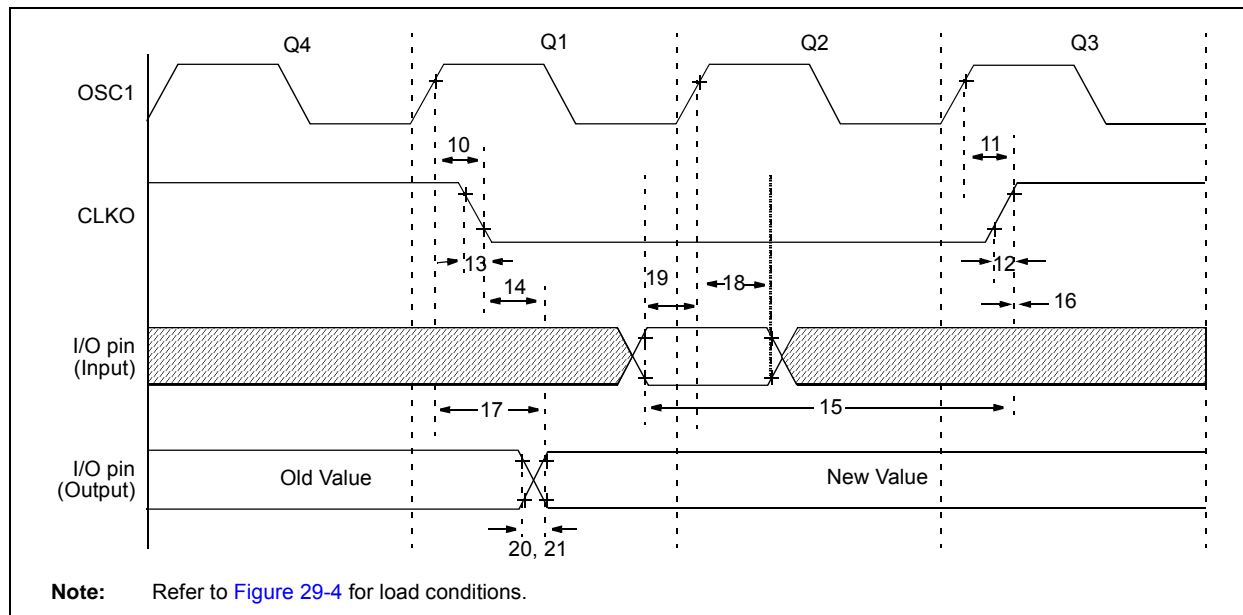 Q4 Q1 Q2 Q3
OSC1
10 11
CLKO
13 12
14 19 18 16
I/O pin
(Input)
17 15
I/O pin
(Output)
Old Value New Value
20, 21
Note: Refer to Figure 29-4 for load conditions.